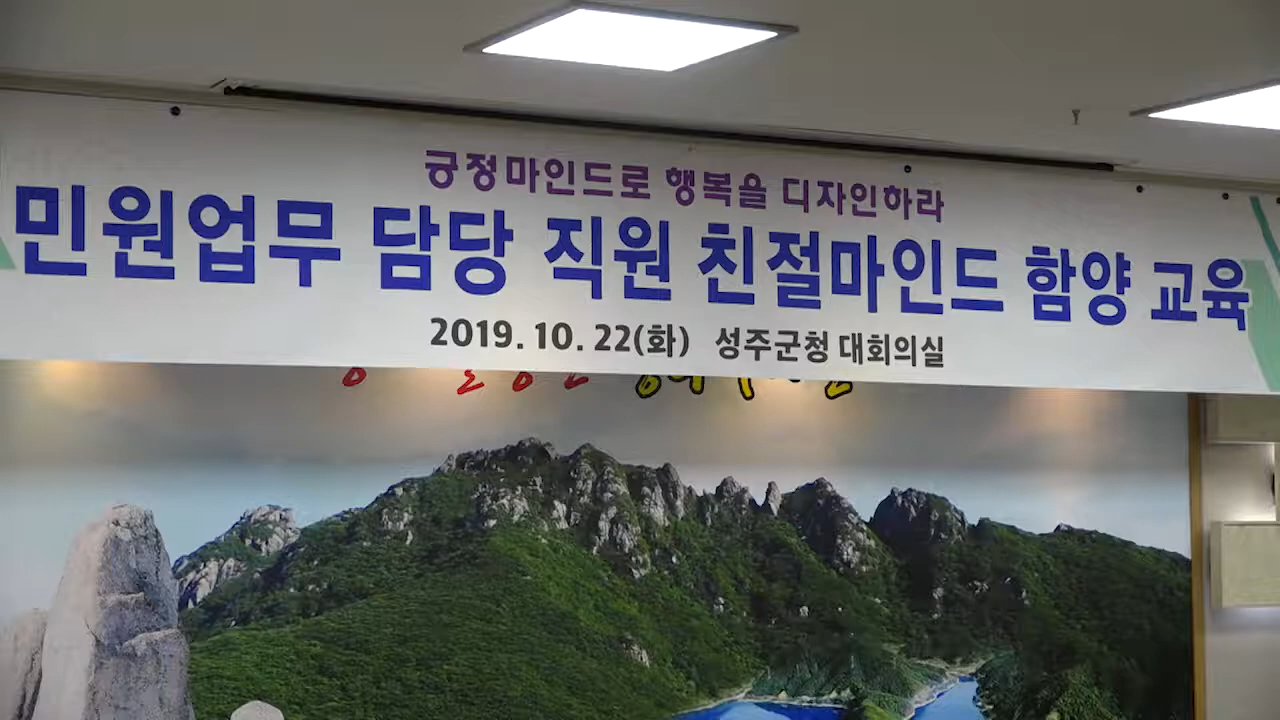 긍정마인드로 행복을 디자인하라
민원업무 담당 직원 친절마인드 함양 교육
2019. 10. 22(화) 성주군청 대회의실